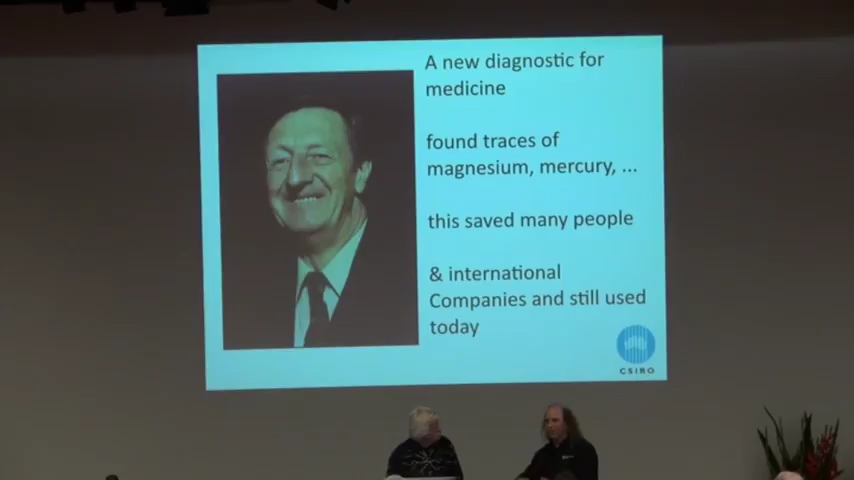 A new diagnostic for
medicine
found traces of
magnesium, mercury, ...
this saved many people
& international
Companies and still used
today
CSIRO